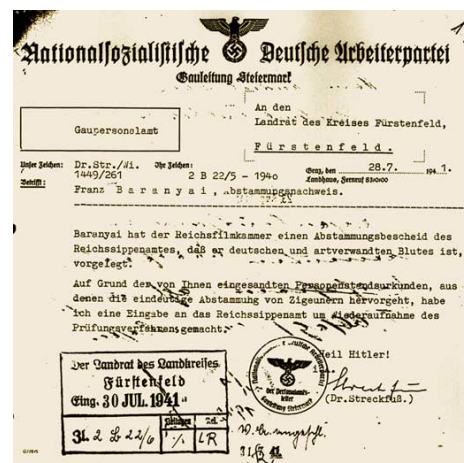 Nationalsozialistische Deutsche Arbeiterpartei
Gauleitung Steiermark
Gaupersonalamt
An den
Landrat des Kreises Fürstenfeld,
Fürstenfeld.
Unser Zeichen: Dr.Str./Wi. Ihr Zeichen:
1449/261 2 B 22/5 - 1940
Graz, den 28.7. 1941.
Landhaus, Fernruf
Betrifft: Franz Baranyai, Abstammungsnachweis.
Baranyai hat der Reichsfilmkammer einen Abstammungsbescheid des
Reichssippenamtes, daß er deutschen und artverwandten Blutes ist,
vorgelegt.
Auf Grund der von Ihnen eingesandten Personenstandsurkunden, aus
denen die eindeutige Abstammung von Zigeunern hervorgeht, habe
ich eine Eingabe an das Reichssippenamt um Wiederaufnahme des
Prüfungsverfahrens gemacht.
Heil Hitler!
(Dr.Streckfuß.)
Der Landrat des Landkreises
Fürstenfeld
Eing. 30 JUL. 1941
Zl. 2 B 22/6